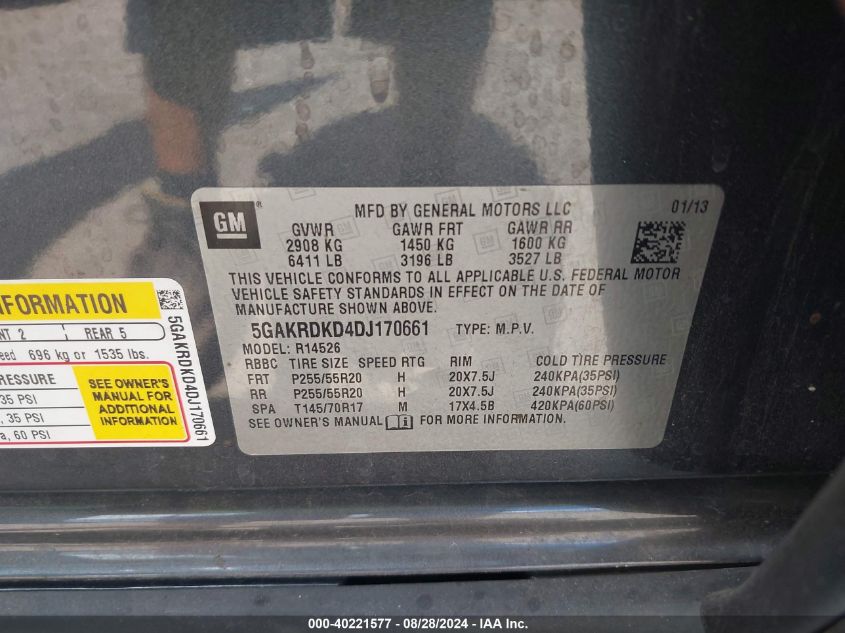 GM
®
MFD BY GENERAL MOTORS LLC
01/13
GVWR GAWR FRT GAWR RR
2908 KG 1450 KG 1600 KG
6411 LB 3196 LB 3527 LB
THIS VEHICLE CONFORMS TO ALL APPLICABLE U.S. FEDERAL MOTOR
VEHICLE SAFETY STANDARDS IN EFFECT ON THE DATE OF
MANUFACTURE SHOWN ABOVE.
5GAKRDKD4DJ170661 TYPE: M.P.V.
MODEL: R14526
RBBC TIRE SIZE SPEED RTG RIM COLD TIRE PRESSURE
FRT P255/55R20 H 20X7.5J 240KPA(35PSI)
RR P255/55R20 H 20X7.5J 240KPA(35PSI)
SPA T145/70R17 M 17X4.5B 420KPA(60PSI)
SEE OWNER'S MANUAL FOR MORE INFORMATION.
FORMATION
NT 2 REAR 5
eed 696 kg or 1535 lbs.
RESSURE
35 PSI
, 35 PSI
a, 60 PSI
SEE OWNER'S
MANUAL FOR
ADDITIONAL
INFORMATION
5GAKRDKD4DJ170661
000-40221577 - 08/28/2024 - IAA Inc.